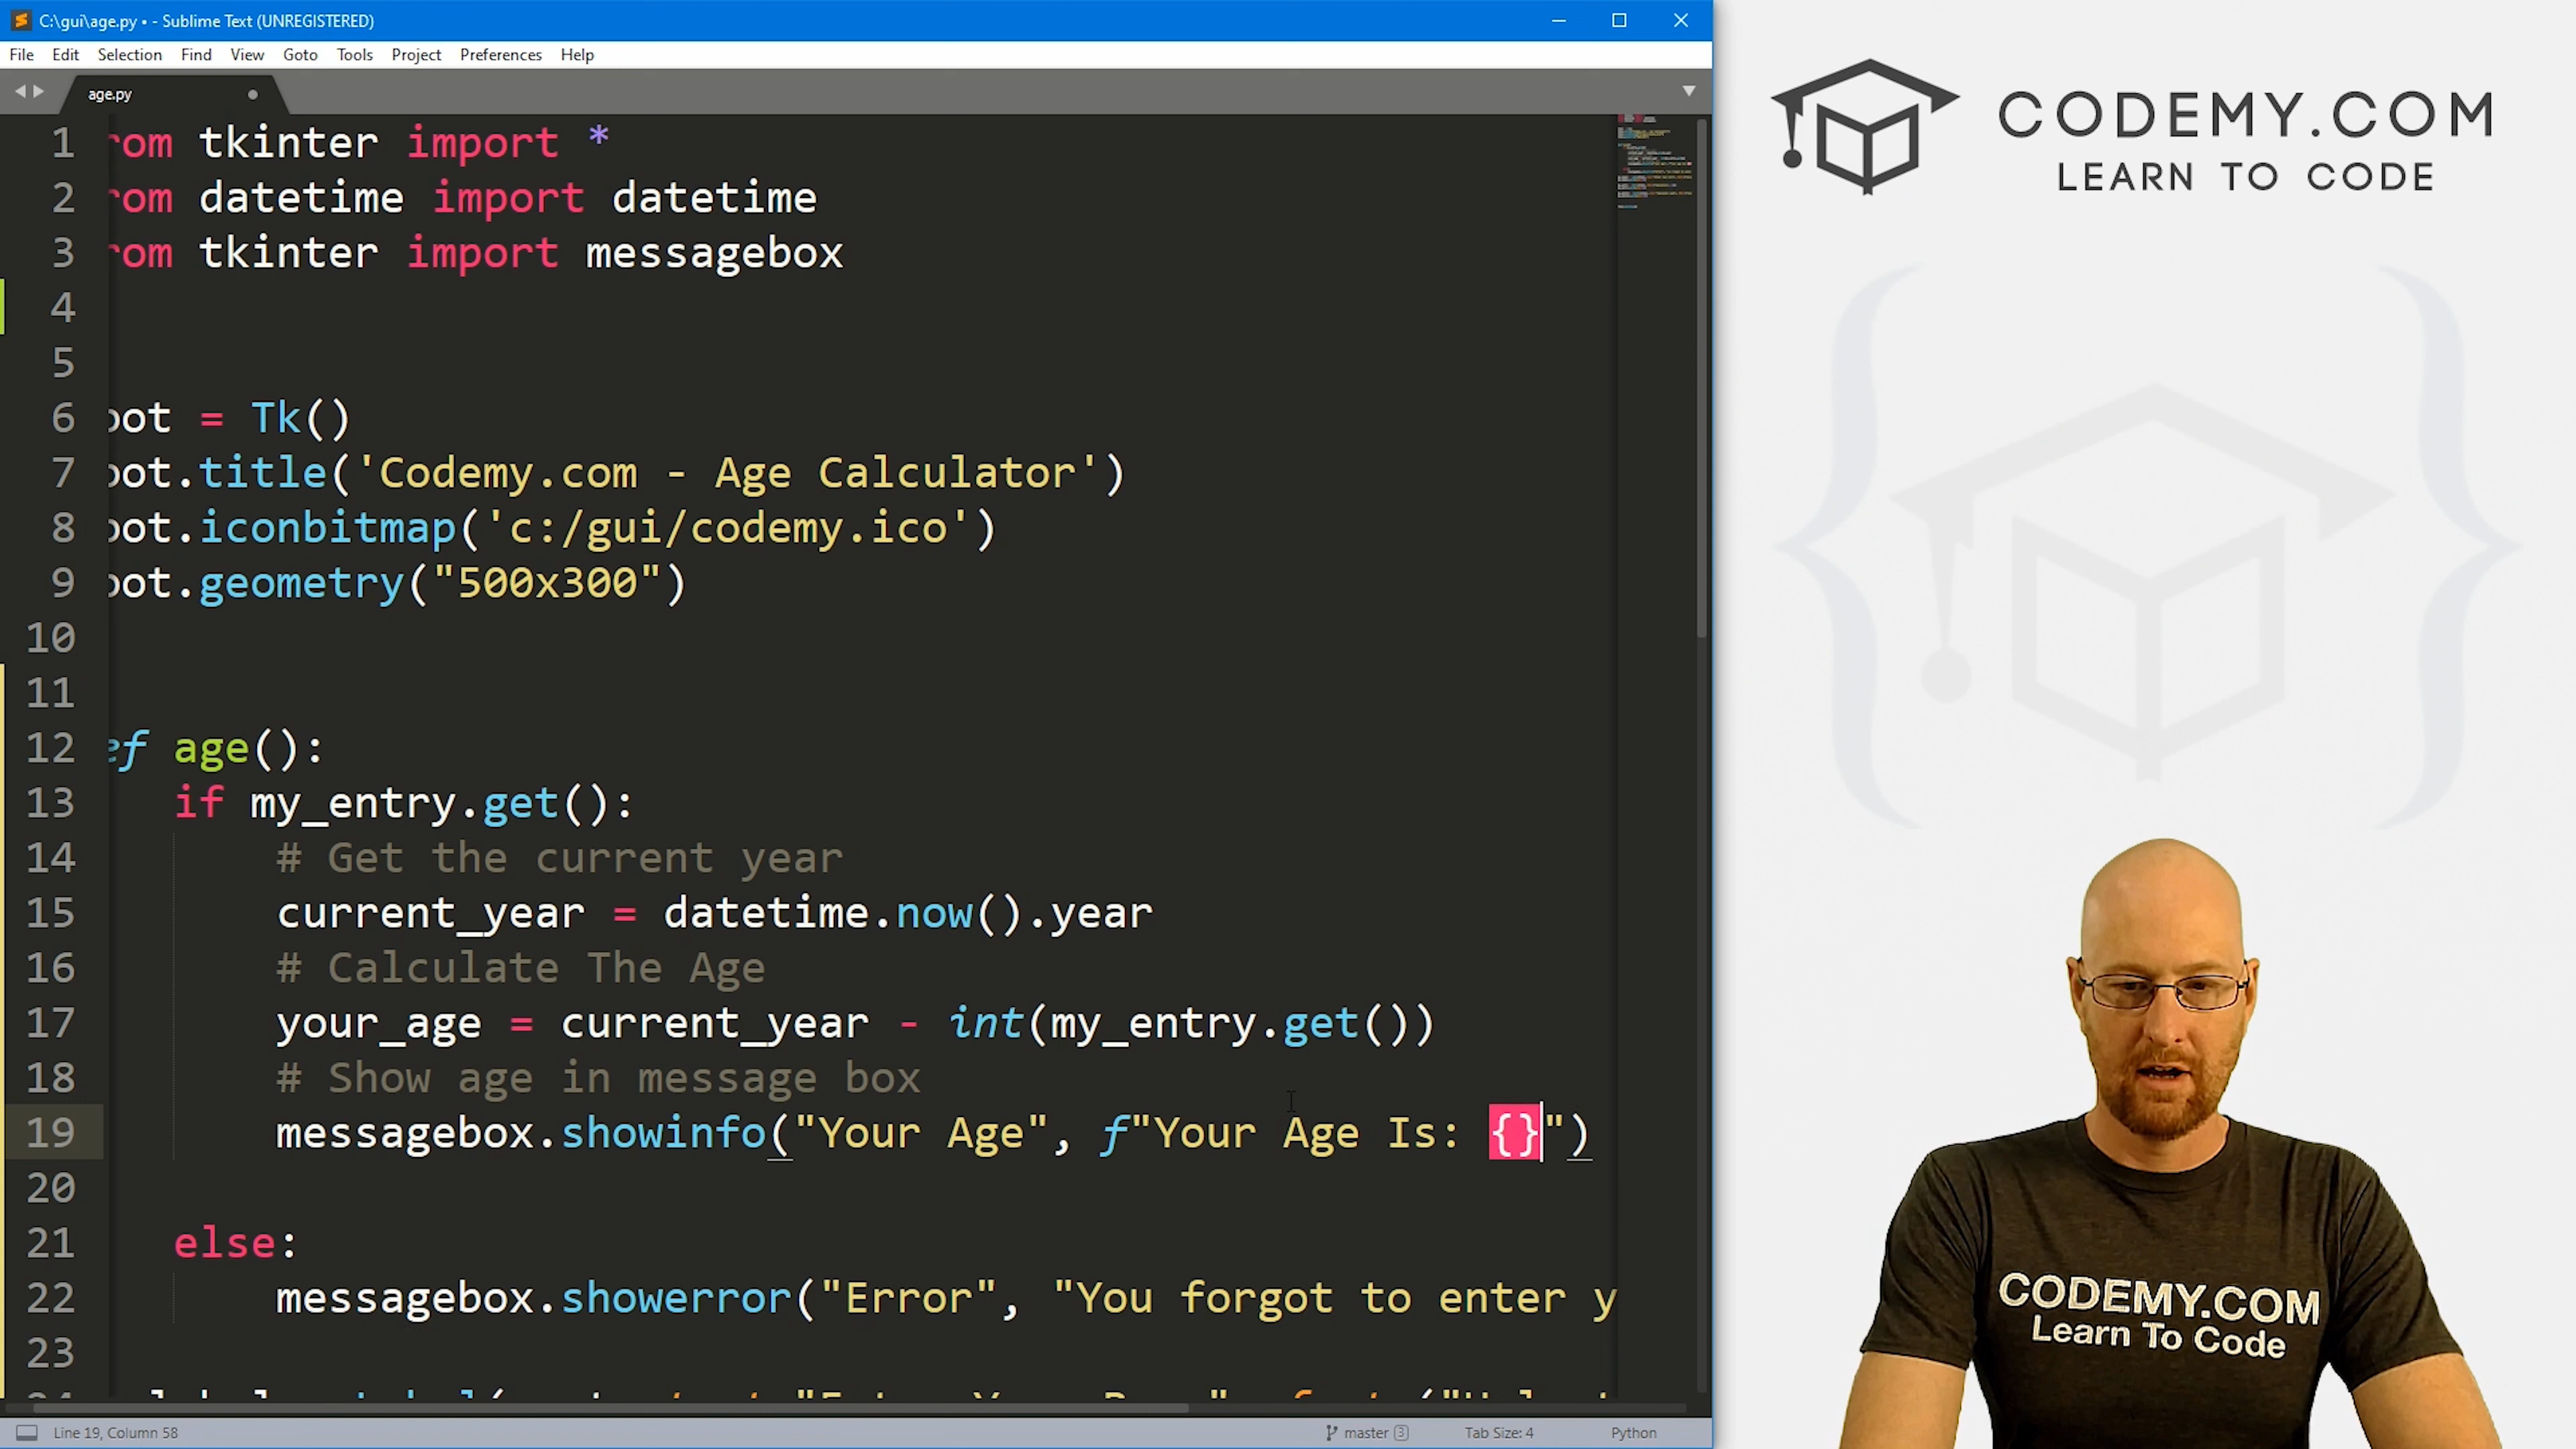 C:\gui\age.py • - Sublime Text (UNREGISTERED)
File Edit Selection Find View Goto Tools Project Preferences Help
age.py
1 rom tkinter import *
2 rom datetime import datetime
3 rom tkinter import messagebox
4
5
6 oot = Tk()
7 oot.title('Codemy.com - Age Calculator')
8 oot.iconbitmap('c:/gui/codemy.ico')
9 oot.geometry("500x300")
10
11
12 ef age():
13 if my_entry.get():
14 # Get the current year
15 current_year = datetime.now().year
16 # Calculate The Age
17 your_age = current_year - int(my_entry.get())
18 # Show age in message box
19 messagebox.showinfo("Your Age", f"Your Age Is: {}")
20
21 else:
22 messagebox.showerror("Error", "You forgot to enter y
23
Line 19, Column 58 master 3 Tab Size: 4 Python
CODEMY.COM
LEARN TO CODE
CODEMY.COM
Learn To Code